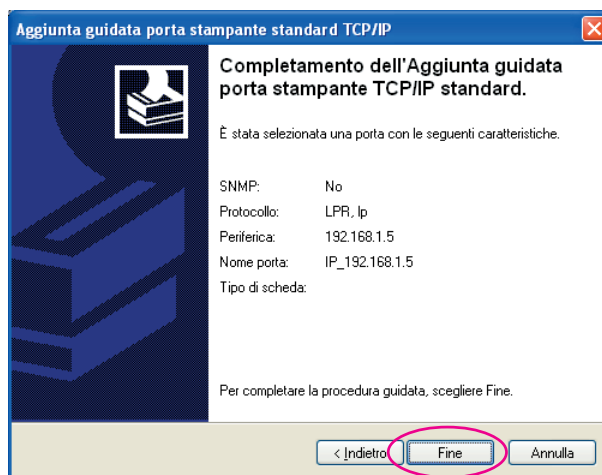 Aggiunta guidata porta stampante standard TCP/IP
Completamento dell'Aggiunta guidata
porta stampante TCP/IP standard.
È stata selezionata una porta con le seguenti caratteristiche.
SNMP: No
Protocollo: LPR, lp
Periferica: 192.168.1.5
Nome porta: IP_192.168.1.5
Tipo di scheda:
Per completare la procedura guidata, scegliere Fine.
< Indietro Fine Annulla